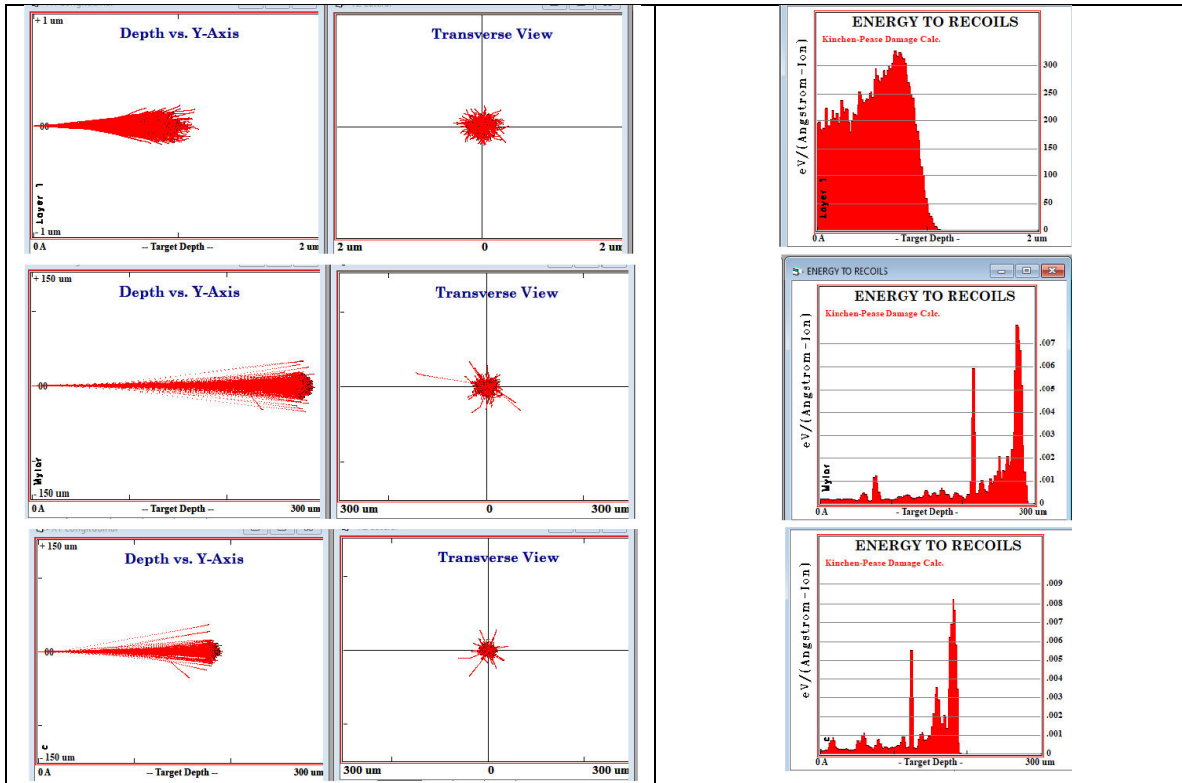 + 1 um
Depth vs. Y-Axis
Transverse View
00
Layer 1
- 1 um
0 A
-- Target Depth --
2 um
2 um
0
2 um
ENERGY TO RECOILS
Kinchen-Pease Damage Calc.
eV/(Angstrom-Ion)
300
250
200
150
100
50
0
Layer 1
0 A
- Target Depth -
2 um
+ 150 um
Depth vs. Y-Axis
Transverse View
00
Mylar
- 150 um
0 A
-- Target Depth --
300 um
300 um
0
300 um
ENERGY TO RECOILS
ENERGY TO RECOILS
Kinchen-Pease Damage Calc.
eV/(Angstrom-Ion)
.007
.006
.005
.004
.003
.002
.001
0
Mylar
0 A
- Target Depth -
300 um
+ 150 um
Depth vs. Y-Axis
Transverse View
00
C
- 150 um
0 A
-- Target Depth --
300 um
300 um
0
300 um
ENERGY TO RECOILS
Kinchen-Pease Damage Calc.
eV/(Angstrom-Ion)
.009
.008
.007
.006
.005
.004
.003
.002
.001
0
C
0 A
- Target Depth -
300 um